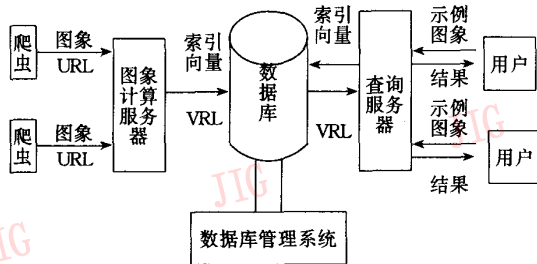 爬虫
图象
URL
爬虫
图象
URL
图象计算服务器
索引
向量
VRL
数据库
索引
向量
VRL
查询服务器
示例
图象
结果
用户
示例
图象
结果
用户
数据库管理系统
JIG
JIG
JIG